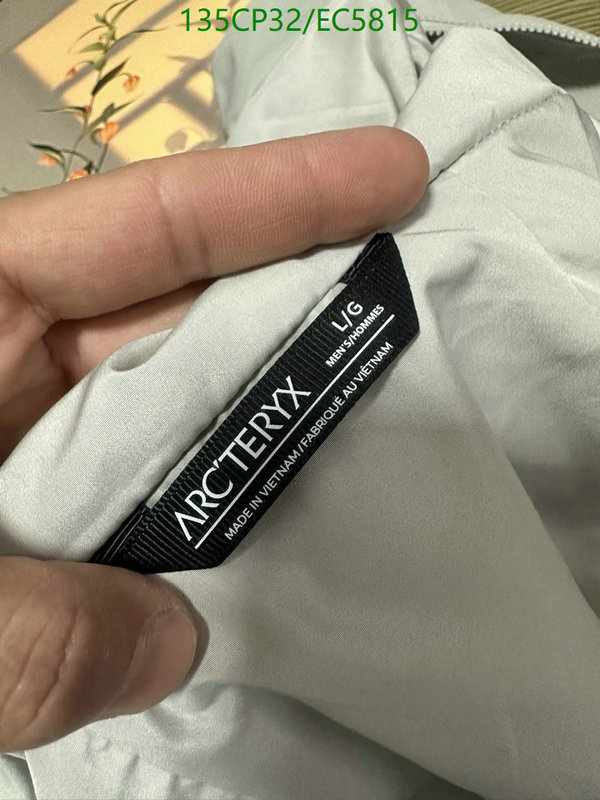 135CP32/EC5815
L/G
MEN'S/HOMMES
ARC'TERYX
MADE IN VIETNAM/FABRIQUÉ AU VIÊTNAM